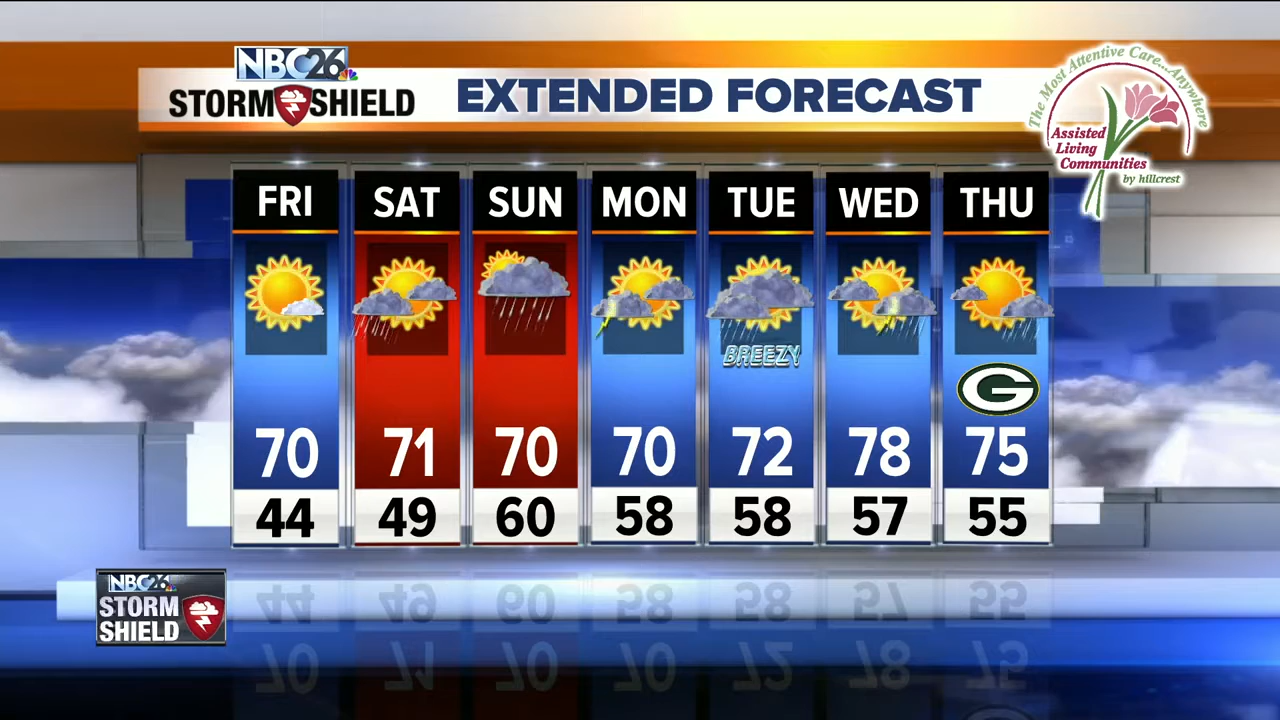 NBC26
STORM SHIELD
EXTENDED FORECAST
The Most Attentive Care...Anywhere
Assisted
Living
Communities
by hillcrest
FRI SAT SUN MON TUE WED THU
BREEZY
G
70 71 70 70 72 78 75
44 49 60 58 58 57 55
NBC26
STORM
SHIELD